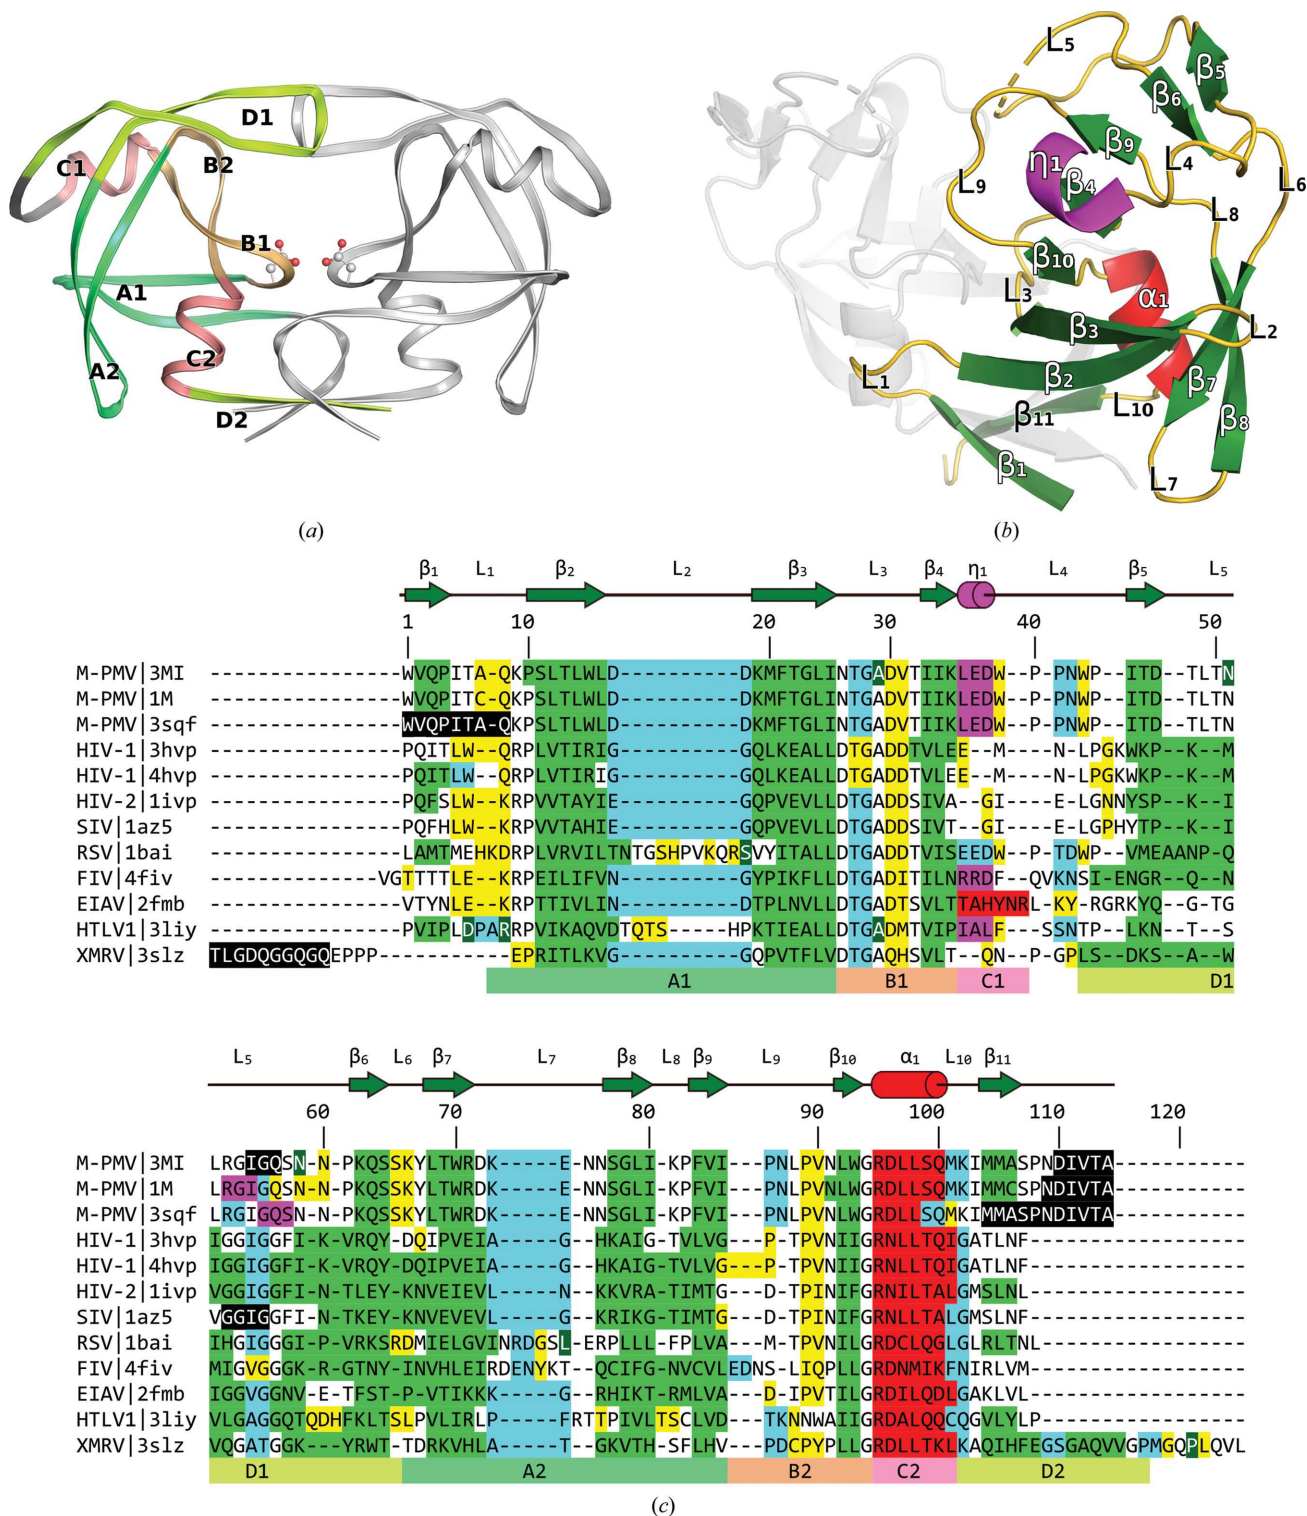 D1
C1
B2
B1
A1
C2
A2
D2
(a)
L5
β5
β6
β9
L4
η1
β4
L9
L6
L8
β10
L3
α1
β3
L2
β2
L1
β7
L10
β11
β8
β1
L7
(b)
β1 L1 β2 L2 β3 L3 β4 η1 L4 β5 L5
1 10 20 30 40 50
M-PMV|3MI ----------------WVQPITA-QKPSLTLWLD-----------DKMFTGLINTGADVTIIKLEDW--P-PNWP---ITD--TLTN
M-PMV|1M ----------------WVQPITC-QKPSLTLWLD-----------DKMFTGLINTGADVTIIKLEDW--P-PNWP---ITD--TLTN
M-PMV|3sqf ----------------WVQPITA-QKPSLTLWLD-----------DKMFTGLINTGADVTIIKLEDW--P-PNWP---ITD--TLTN
HIV-1|3hvp ----------------PQITLW--QRPLVTIRIG-----------GQLKEALLDTGADDTVLEE--M----N-LPGKWKP--K--M
HIV-1|4hvp ----------------PQITLW--QRPLVTIRIG-----------GQLKEALLDTGADDTVLEE--M----N-LPGKWKP--K--M
HIV-2|1ivp ----------------PQFSLW--KRPVVTAYIE-----------GQPVEVLLDTGADDSIVA--GI----E-LGNNYSP--K--I
SIV|1az5 ----------------PQFHLW--KRPVVTAHIE-----------GQPVEVLLDTGADDSIVT--GI----E-LGPHYTP--K--I
RSV|1bai ----------------LAMTMEHKDRPLVRVILTNTGSHPVKQRSVYITALLDTGADDTVISEEDW--P-TDWP---VMEAANP-Q
FIV|4fiv --------------VGTTTTLE--KRPEILIFVN-----------GYPIKFLLDTGADITILNRRDF--QVKNSI-ENGR--Q--N
EIAV|2fmb ----------------VTYNLE--KRPTTIVLIN-----------DTPLNVLLDTGADTSVLTTAHYNRL-KY--RGRKYQ--G-TG
HTLV1|3liy ----------------PVIPLDPARRPVIKAQVDTQTS-----HPKTIEALLDTGADMTVIPIALF----SSNTP---LKN--T--S
XMRV|3slz TLGDQGGQGQEPPP-----------EPRITLKVG-----------GQPVTFLVDTGAQHSVLT--QN--P-GPLS--DKS--A--W
A1 B1 C1 D1
L5 β6 L6 β7 L7 β8 L8 β9 L9 β10 α1 L10 β11
60 70 80 90 100 110 120
M-PMV|3MI LRGIGQSN-N-PKQSSKYLTWRDK-----E-NNSGLI-KPFVI---PNLPVNLWGRDLLSQMKIMMASPNDIVTA-----------
M-PMV|1M LRGIGQSN-N-PKQSSKYLTWRDK-----E-NNSGLI-KPFVI---PNLPVNLWGRDLLSQMKIMMCSPNDIVTA-----------
M-PMV|3sqf LRGIGQSN-N-PKQSSKYLTWRDK-----E-NNSGLI-KPFVI---PNLPVNLWGRDLLSQMKIMMASPNDIVTA-----------
HIV-1|3hvp IGGIGGFI-K-VRQY-DQIPVEIA-----G--HKAIG-TVLVG---P-TPVNIIGRNLLTQIGATLNF------------------
HIV-1|4hvp IGGIGGFI-K-VRQY-DQIPVEIA-----G--HKAIG-TVLVG---P-TPVNIIGRNLLTQIGATLNF------------------
HIV-2|1ivp VGGIGGFI-N-TLEY-KNVEIEVL-----N--KKVRA-TIMTG---D-TPINIFGRNILTALGMSLNL------------------
SIV|1az5 VGGIGGFI-N-TKEY-KNVEVEVL-----G--KRIKG-TIMTG---D-TPINIFGRNLLTALGMSLNF------------------
RSV|1bai IHGIGGGI-P-VRKSRDMIELGVINRDGSL-ERPLLL-FPLVA---M-TPVNILGRDCLQGLGLRLTNL-----------------
FIV|4fiv MIGVGGGK-R-GTNY-INVHLEIRDENYKT--QCIFG-NVCVLEDNS-LIQPLLGRDNMIKFNIRLVM------------------
EIAV|2fmb IGGVGGNV-E-TFST-P-VTIKKK-----G--RHIKT-RMLVA---D-IPVTILGRDILQDLGAKLVL------------------
HTLV1|3liy VLGAGGQTQDHFKLTSLPVLIRLP-----FRTTPIVLTSCLVD---TKNNWAIIGRDALQQCQGVLYLP-----------------
XMRV|3slz VQGATGGK---YRWT-TDRKVHLA-----T--GKVTH-SFLHV---PDCPYPLLGRDLLTKLKAQIHFEGSGAQVVGPMGQPLQVL
D1 A2 B2 C2 D2
(c)